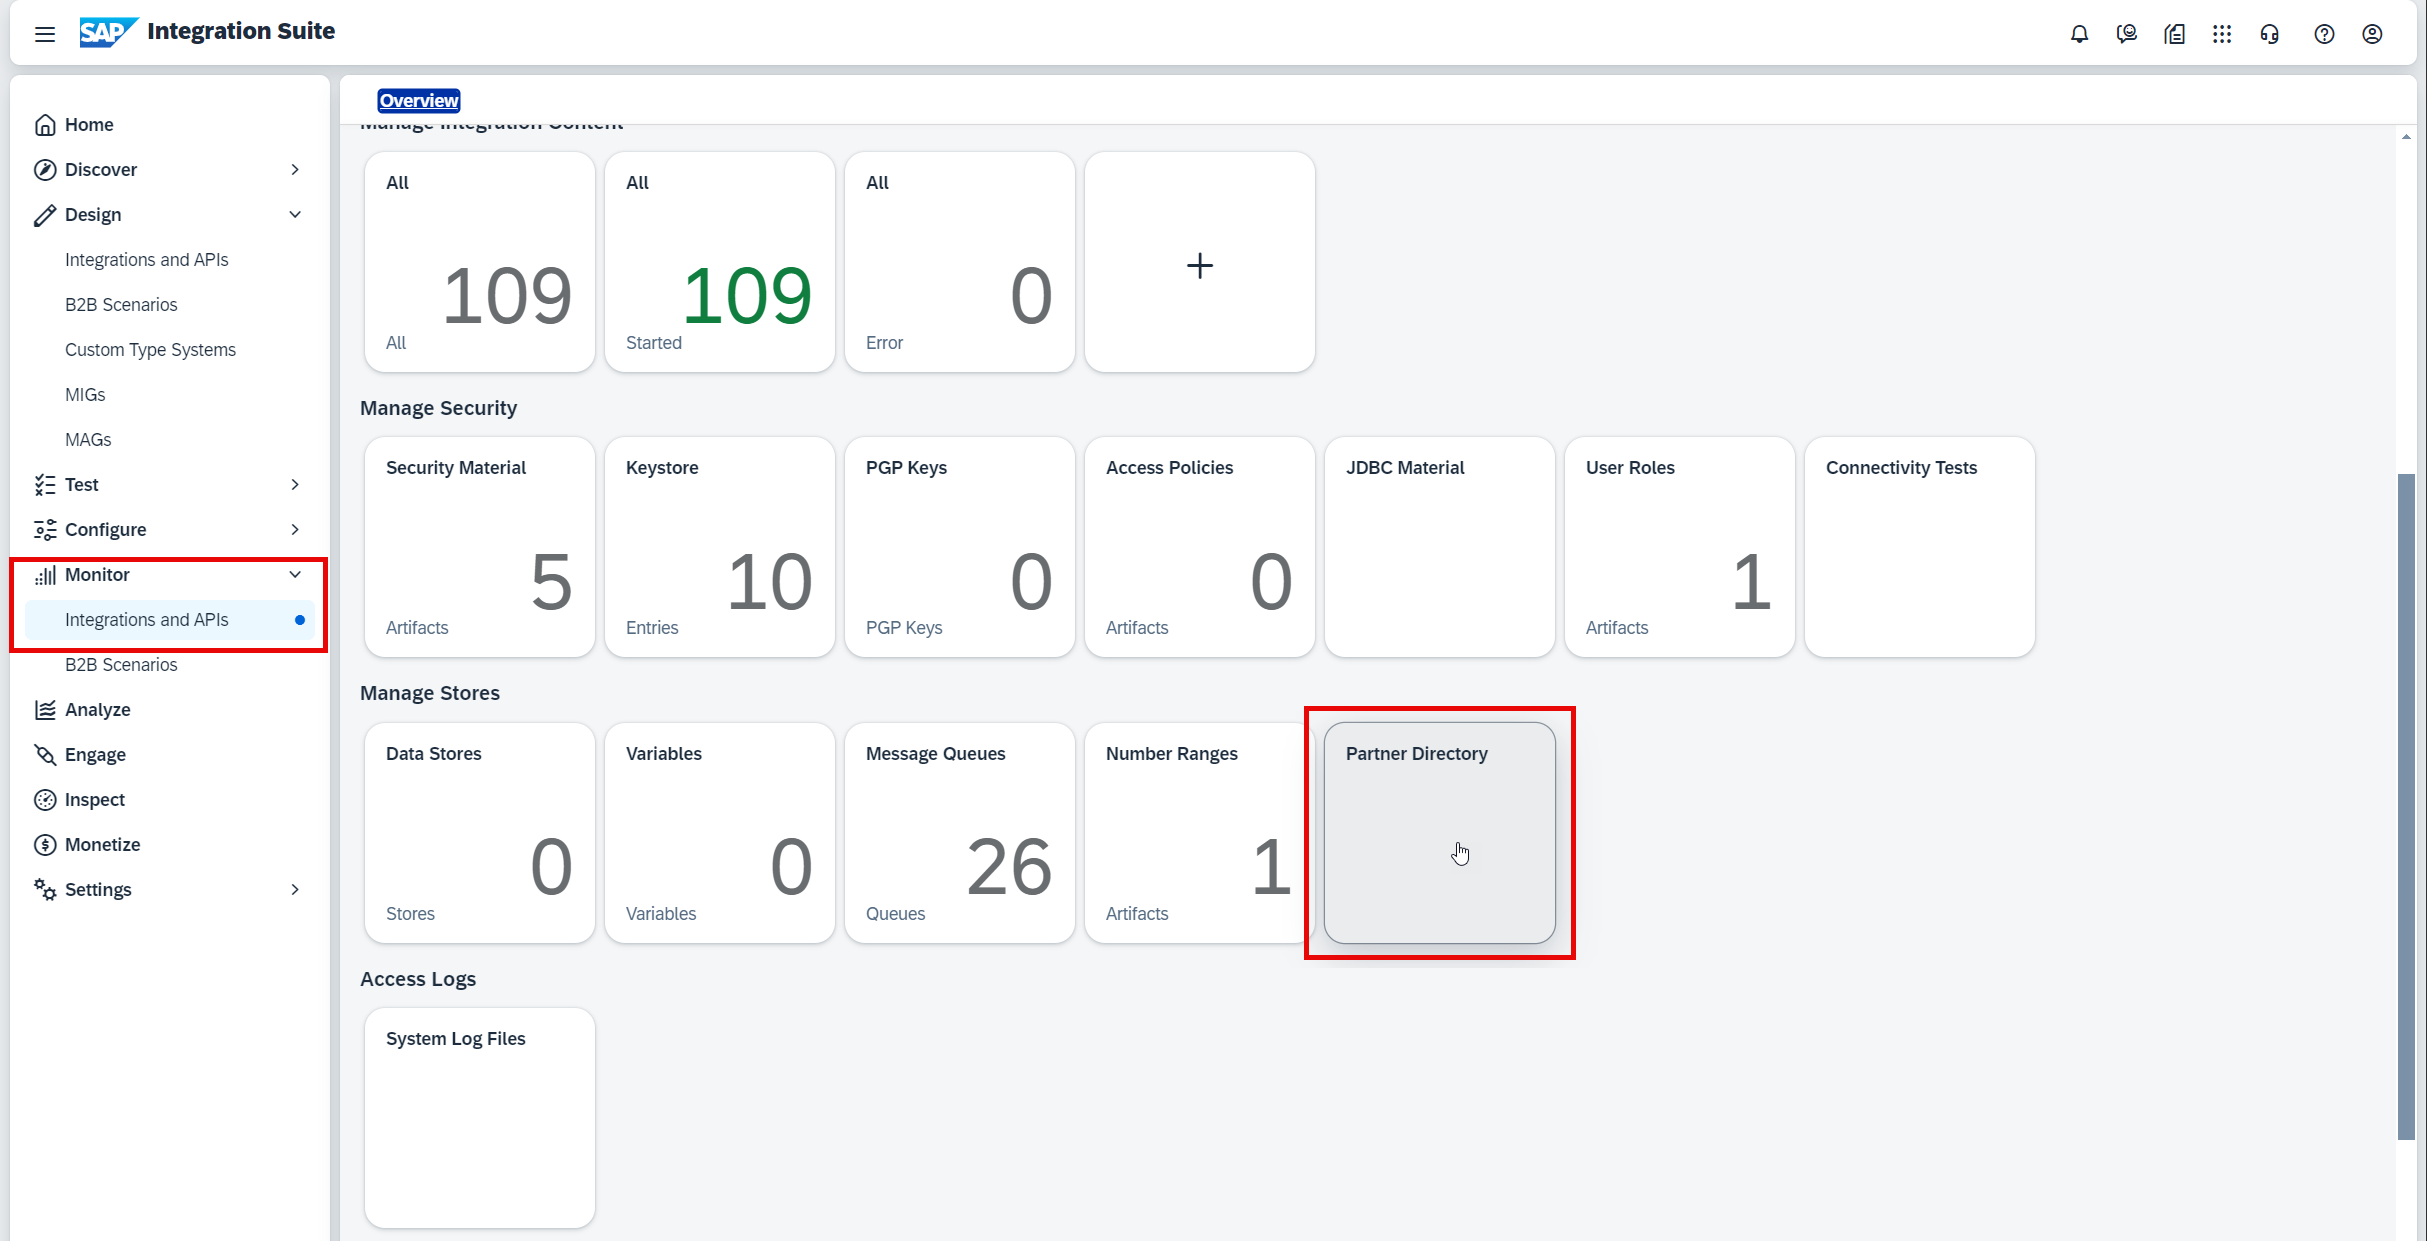 SAP Integration Suite
Home
Discover
Design
Integrations and APIs
B2B Scenarios
Custom Type Systems
MIGs
MAGs
Test
Configure
Monitor
Integrations and APIs
B2B Scenarios
Analyze
Engage
Inspect
Monetize
Settings
Overview
Manage Integration Content
All
109
All
All
109
Started
All
0
Error
Manage Security
Security Material
5
Artifacts
Keystore
10
Entries
PGP Keys
0
PGP Keys
Access Policies
0
Artifacts
JDBC Material
User Roles
1
Artifacts
Connectivity Tests
Manage Stores
Data Stores
0
Stores
Variables
0
Variables
Message Queues
26
Queues
Number Ranges
1
Artifacts
Partner Directory
Access Logs
System Log Files